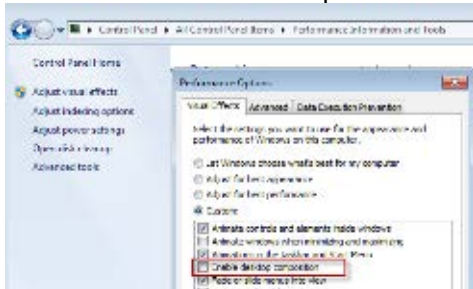 Control Panel ▸ All Control Panel Items ▸ Performance Information and Tools
Control Panel Home
Adjust visual effects
Adjust indexing options
Adjust power settings
Open disk cleanup
Advanced tools
Performance Options
Visual Effects Advanced Data Execution Prevention
Select the settings you want to use for the appearance and
performance of Windows on this computer.
Let Windows choose what's best for my computer
Adjust for best appearance
Adjust for best performance
Custom:
Animate controls and elements inside windows
Animate windows when minimizing and maximizing
Animations in the taskbar and Start Menu
Enable desktop composition
Fade or slide menus into view